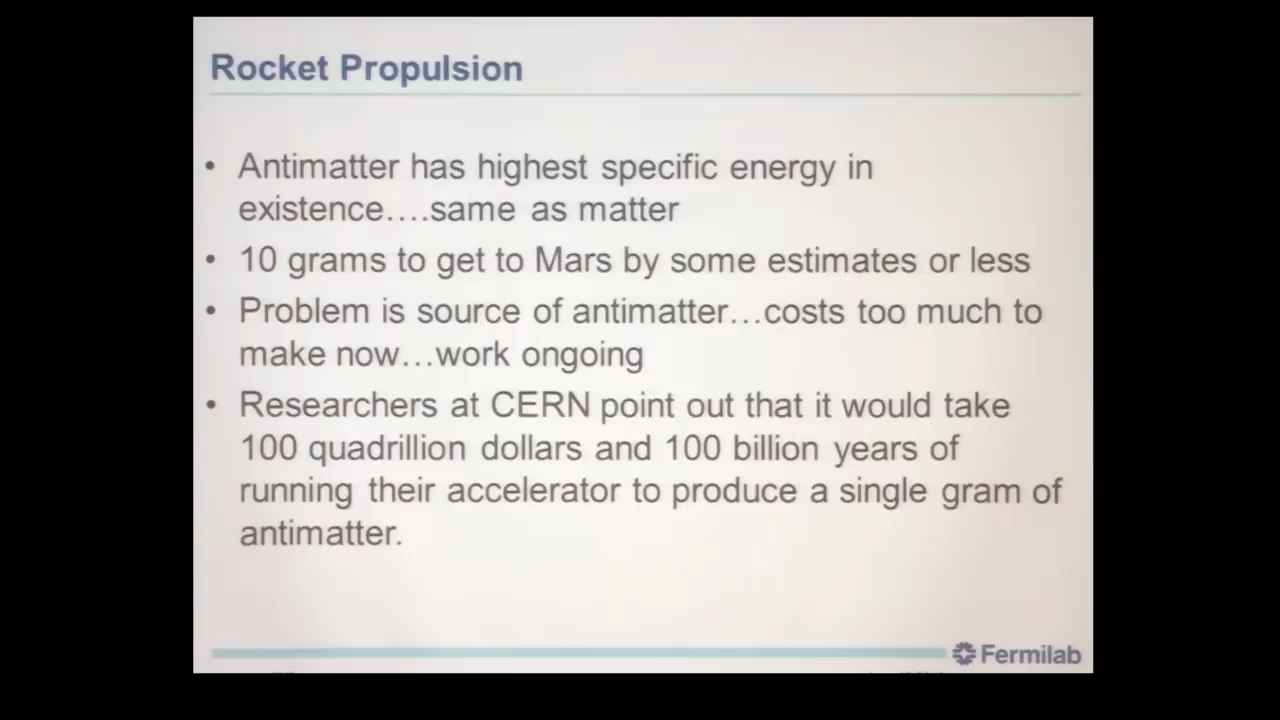 Rocket Propulsion
• Antimatter has highest specific energy in
existence….same as matter
• 10 grams to get to Mars by some estimates or less
• Problem is source of antimatter…costs too much to
make now…work ongoing
• Researchers at CERN point out that it would take
100 quadrillion dollars and 100 billion years of
running their accelerator to produce a single gram of
antimatter.
Fermilab